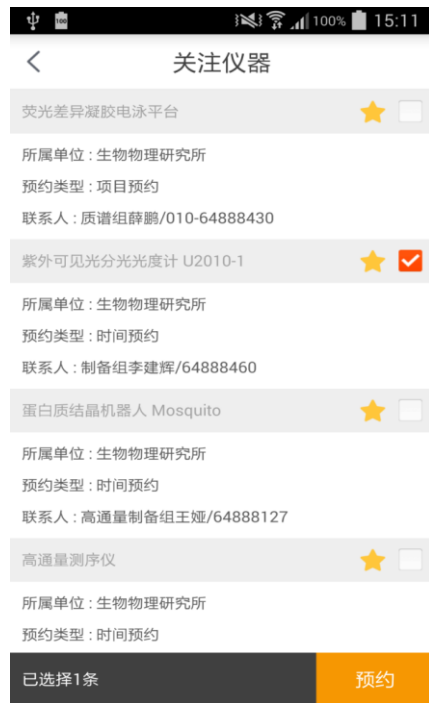 100 100% 15:11
关注仪器
荧光差异凝胶电泳平台
所属单位 : 生物物理研究所
预约类型 : 项目预约
联系人 : 质谱组薛鹏/010-64888430
紫外可见光分光光度计 U2010-1
所属单位 : 生物物理研究所
预约类型 : 时间预约
联系人 : 制备组李建辉/64888460
蛋白质结晶机器人 Mosquito
所属单位 : 生物物理研究所
预约类型 : 时间预约
联系人 : 高通量制备组王娅/64888127
高通量测序仪
所属单位 : 生物物理研究所
预约类型 : 时间预约
已选择1条 预约